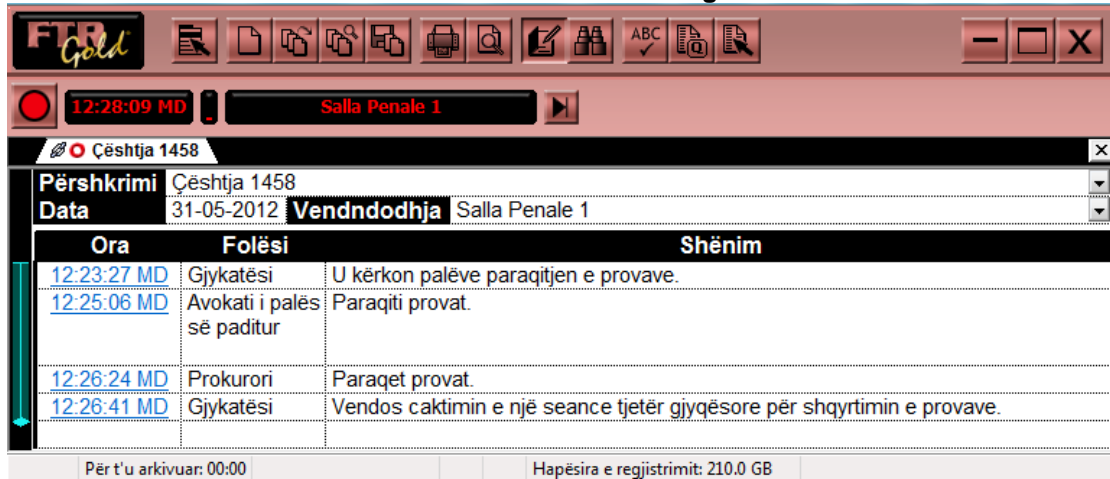 FTR Gold
ABC
12:28:09 MD Salla Penale 1
Çështja 1458
Përshkrimi Çështja 1458
Data 31-05-2012 Vendndodhja Salla Penale 1
Ora Folësi Shënim
12:23:27 MD Gjykatësi U kërkon palëve paraqitjen e provave.
12:25:06 MD Avokati i palës Paraqiti provat.
së paditur
12:26:24 MD Prokurori Paraqet provat.
12:26:41 MD Gjykatësi Vendos caktimin e një seance tjetër gjyqësore për shqyrtimin e provave.
Për t'u arkivuar: 00:00 Hapësira e regjistrimit: 210.0 GB